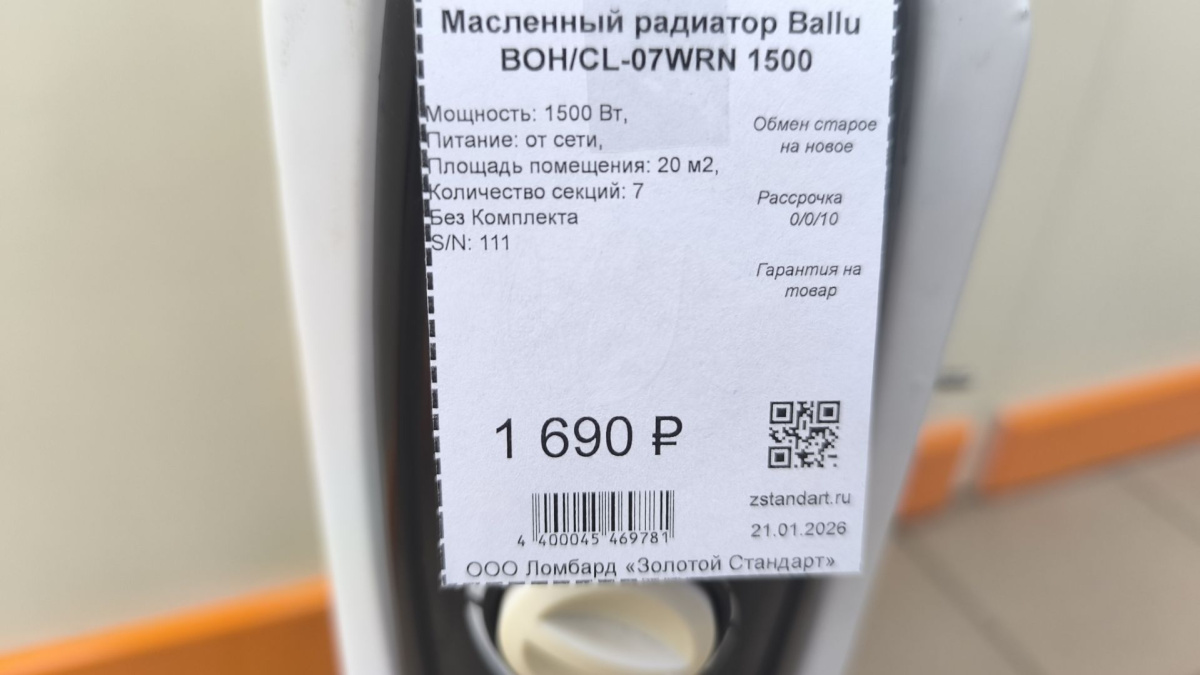 Масленный радиатор Ballu
BOH/CL-07WRN 1500
Мощность: 1500 Вт,
Питание: от сети,
Площадь помещения: 20 м2,
Количество секций: 7
Без Комплекта
S/N: 111
Обмен старое
на новое
Рассрочка
0/0/10
Гарантия на
товар
1 690 ₽
4 400045 469781
zstandart.ru
21.01.2026
ООО Ломбард «Золотой Стандарт»